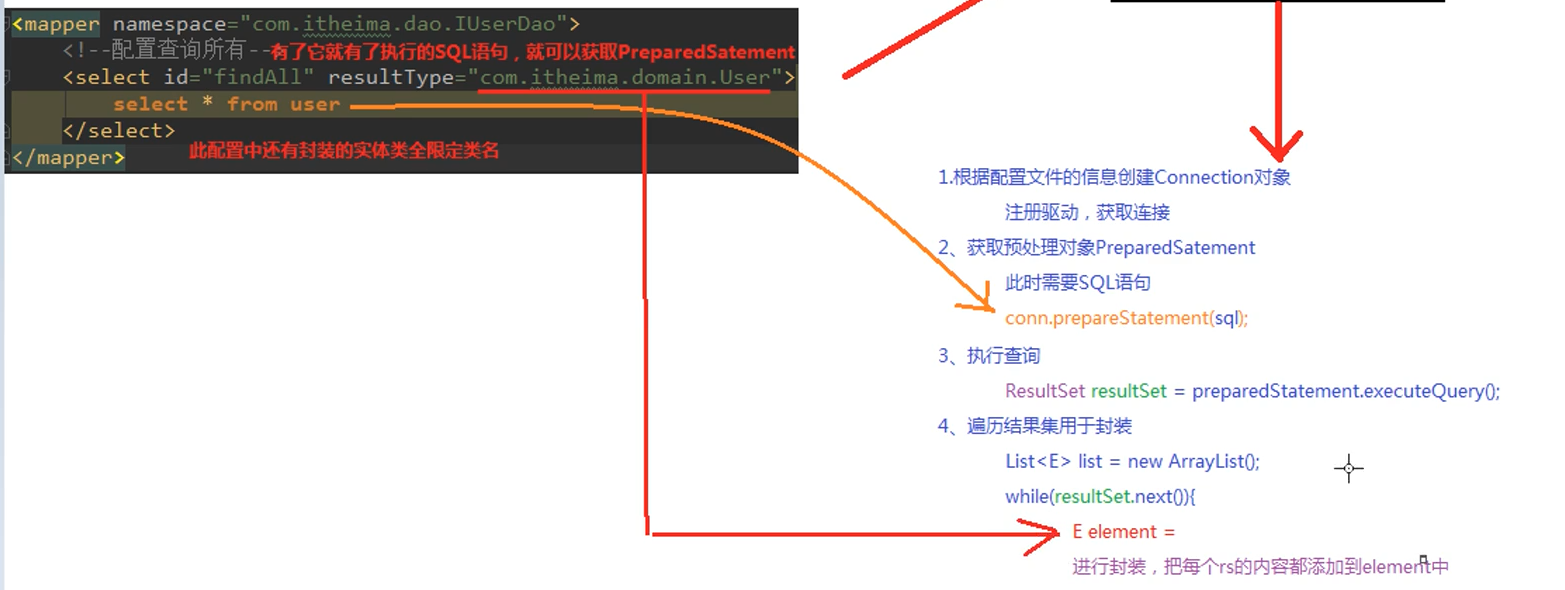 <mapper namespace="com.itheima.dao.IUserDao">
<!--配置查询所有--有了它就有了执行的SQL语句，就可以获取PreparedSatement
<select id="findAll" resultType="com.itheima.domain.User">
select * from user
</select>
此配置中还有封装的实体类全限定类名
</mapper>
1.根据配置文件的信息创建Connection对象
注册驱动，获取连接
2、获取预处理对象PreparedSatement
此时需要SQL语句
conn.prepareStatement(sql);
3、执行查询
ResultSet resultSet = preparedStatement.executeQuery();
4、遍历结果集用于封装
List<E> list = new ArrayList();
while(resultSet.next()){
E element =
进行封装，把每个rs的内容都添加到element中